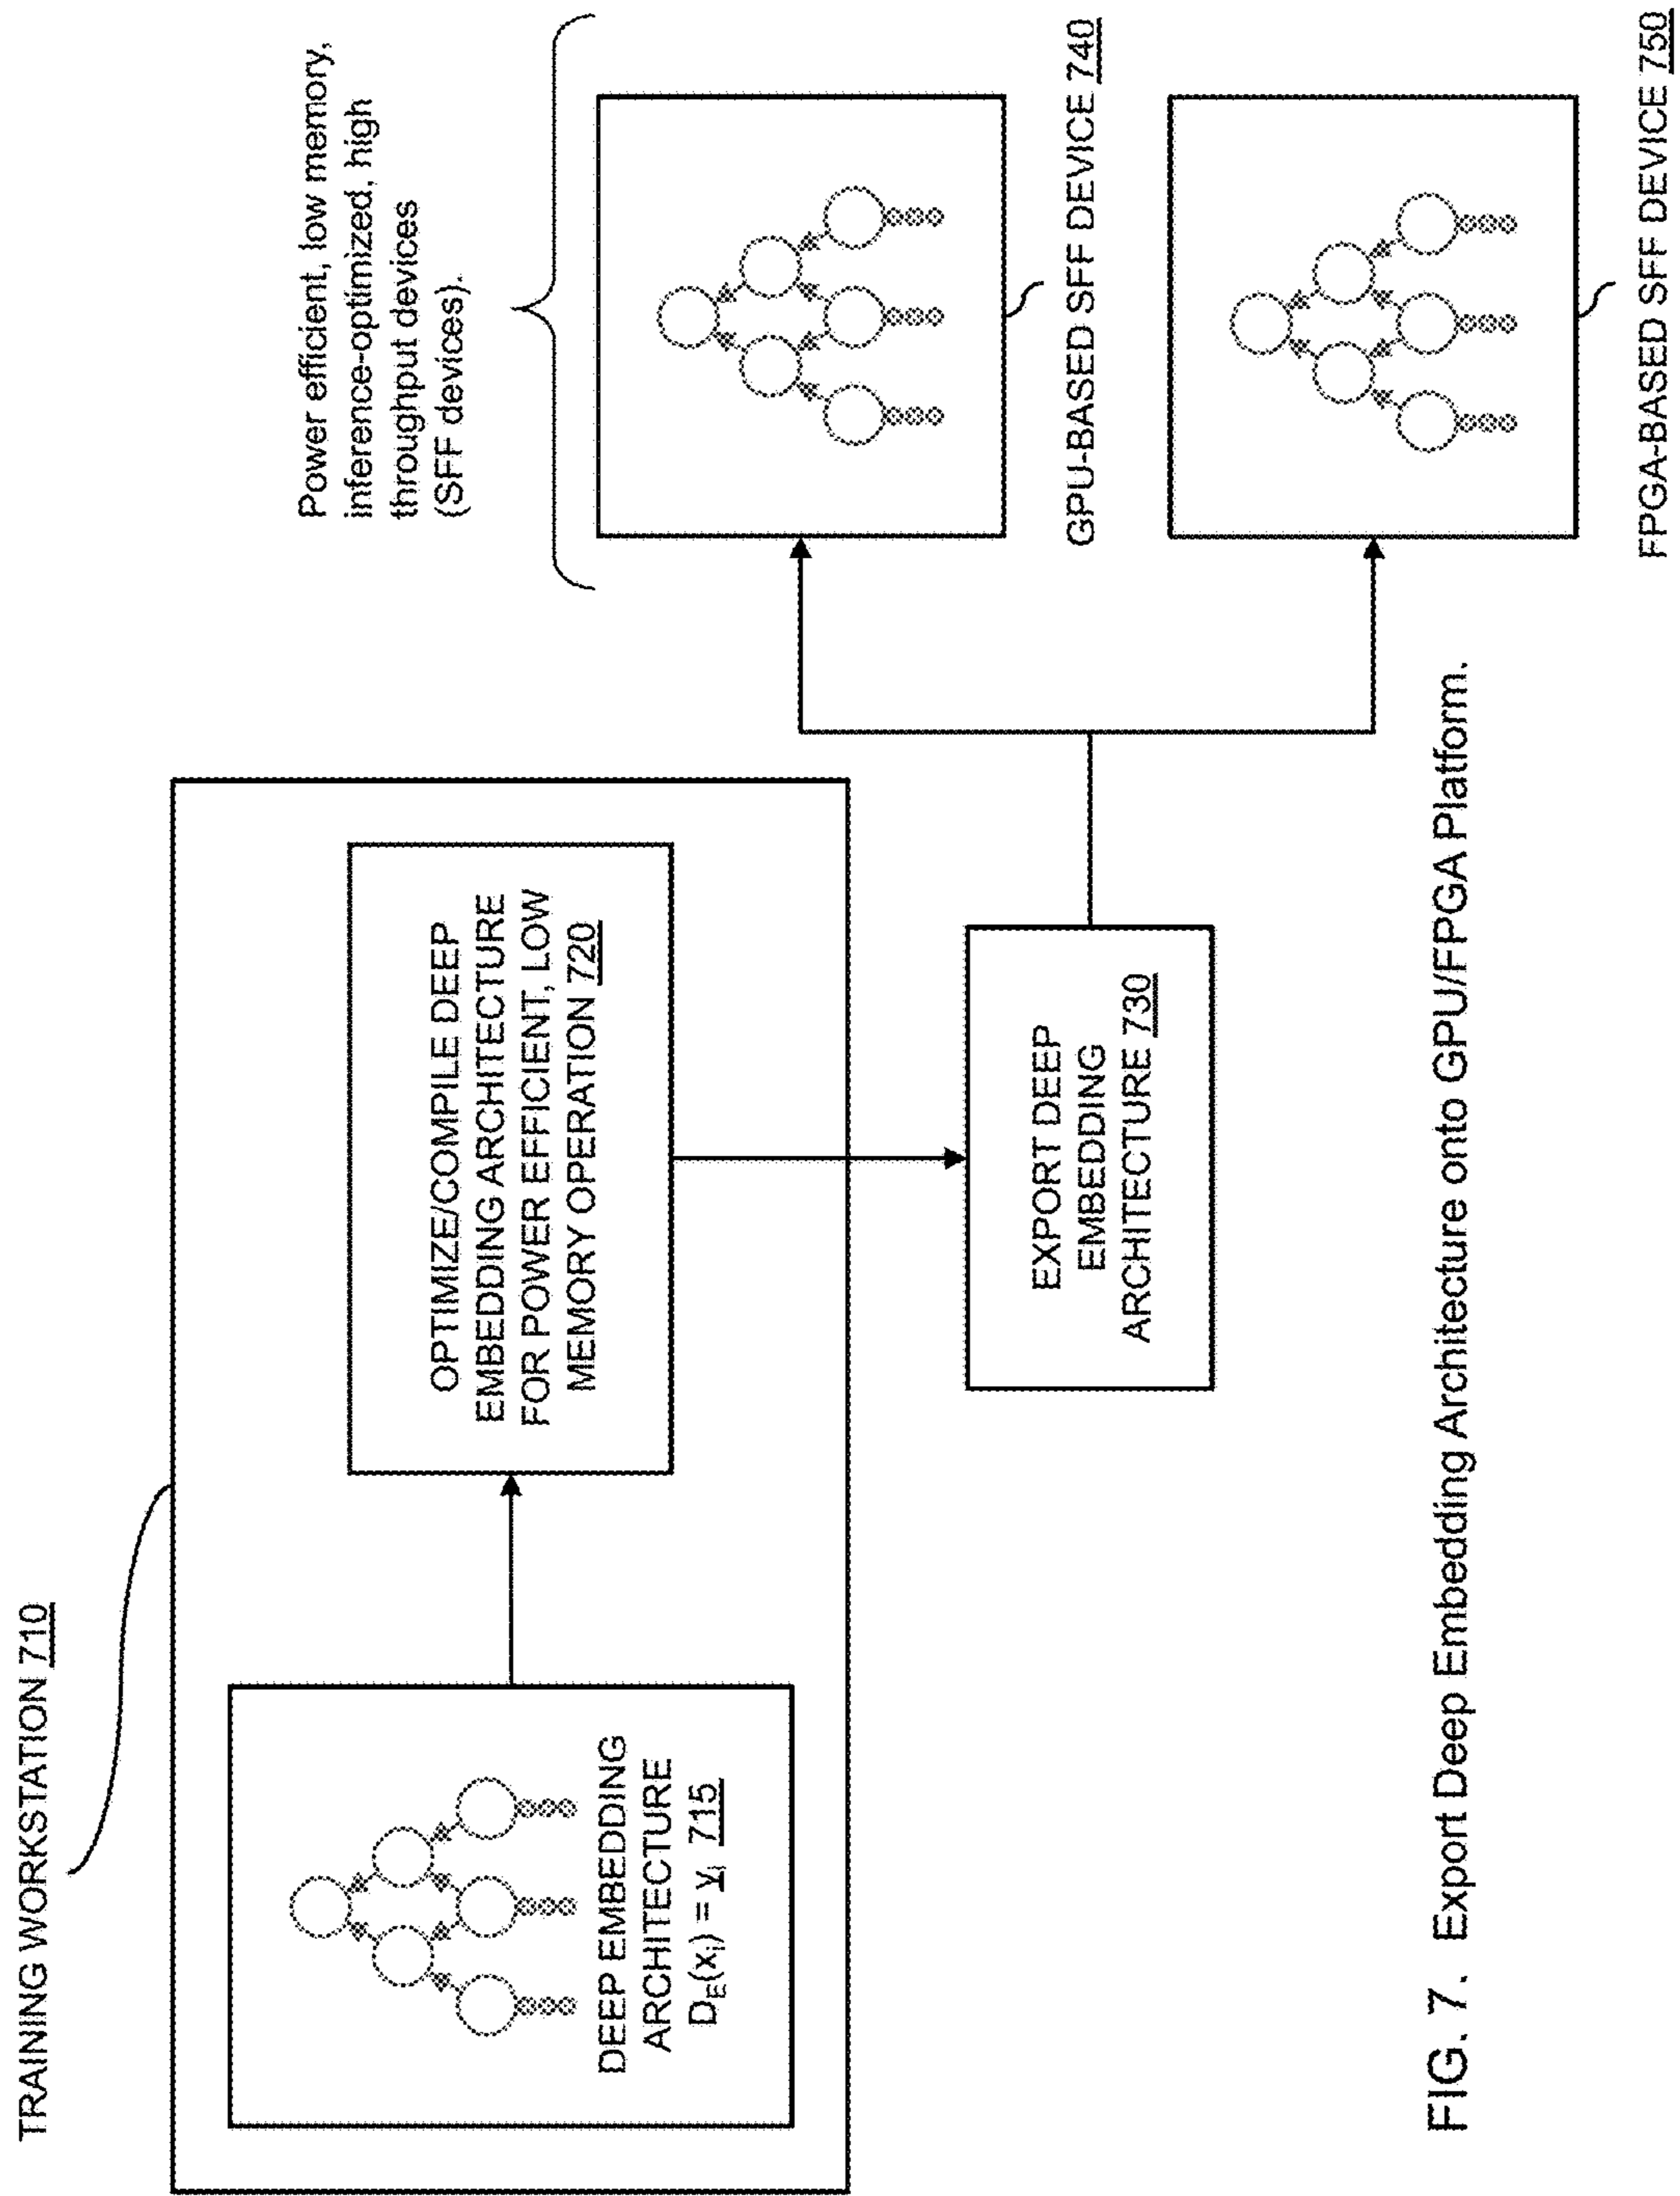 TRAINING WORKSTATION 710
DEEP EMBEDDING
ARCHITECTURE
D_E(x_i) = y_i 715
OPTIMIZE/COMPILE DEEP
EMBEDDING ARCHITECTURE
FOR POWER EFFICIENT, LOW
MEMORY OPERATION 720
EXPORT DEEP
EMBEDDING
ARCHITECTURE 730
Power efficient, low memory,
inference-optimized, high
throughput devices
(SFF devices).
GPU-BASED SFF DEVICE 740
FPGA-BASED SFF DEVICE 750
FIG. 7. Export Deep Embedding Architecture onto GPU/FPGA Platform.